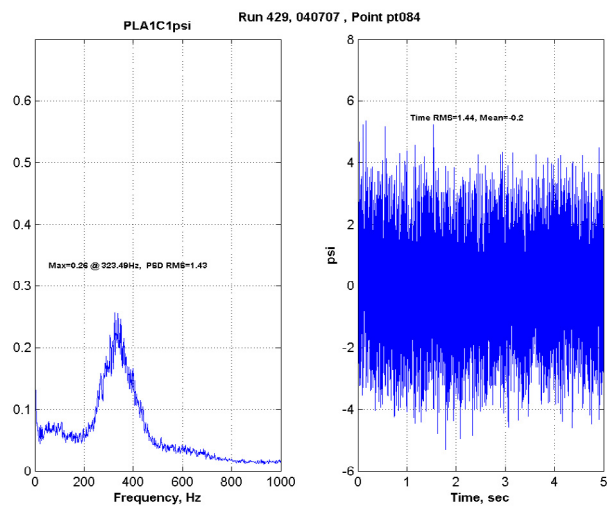 Run 429, 040707 , Point pt084
PLA1C1psi
0.7
0.6
0.5
0.4
0.3
0.2
0.1
0
Max=0.26 @ 323.49Hz, PSD RMS=1.43
0 200 400 600 800 1000
Frequency, Hz
8
6
4
2
0
-2
-4
-6
psi
Time RMS=1.44, Mean=-0.2
0 1 2 3 4 5
Time, sec